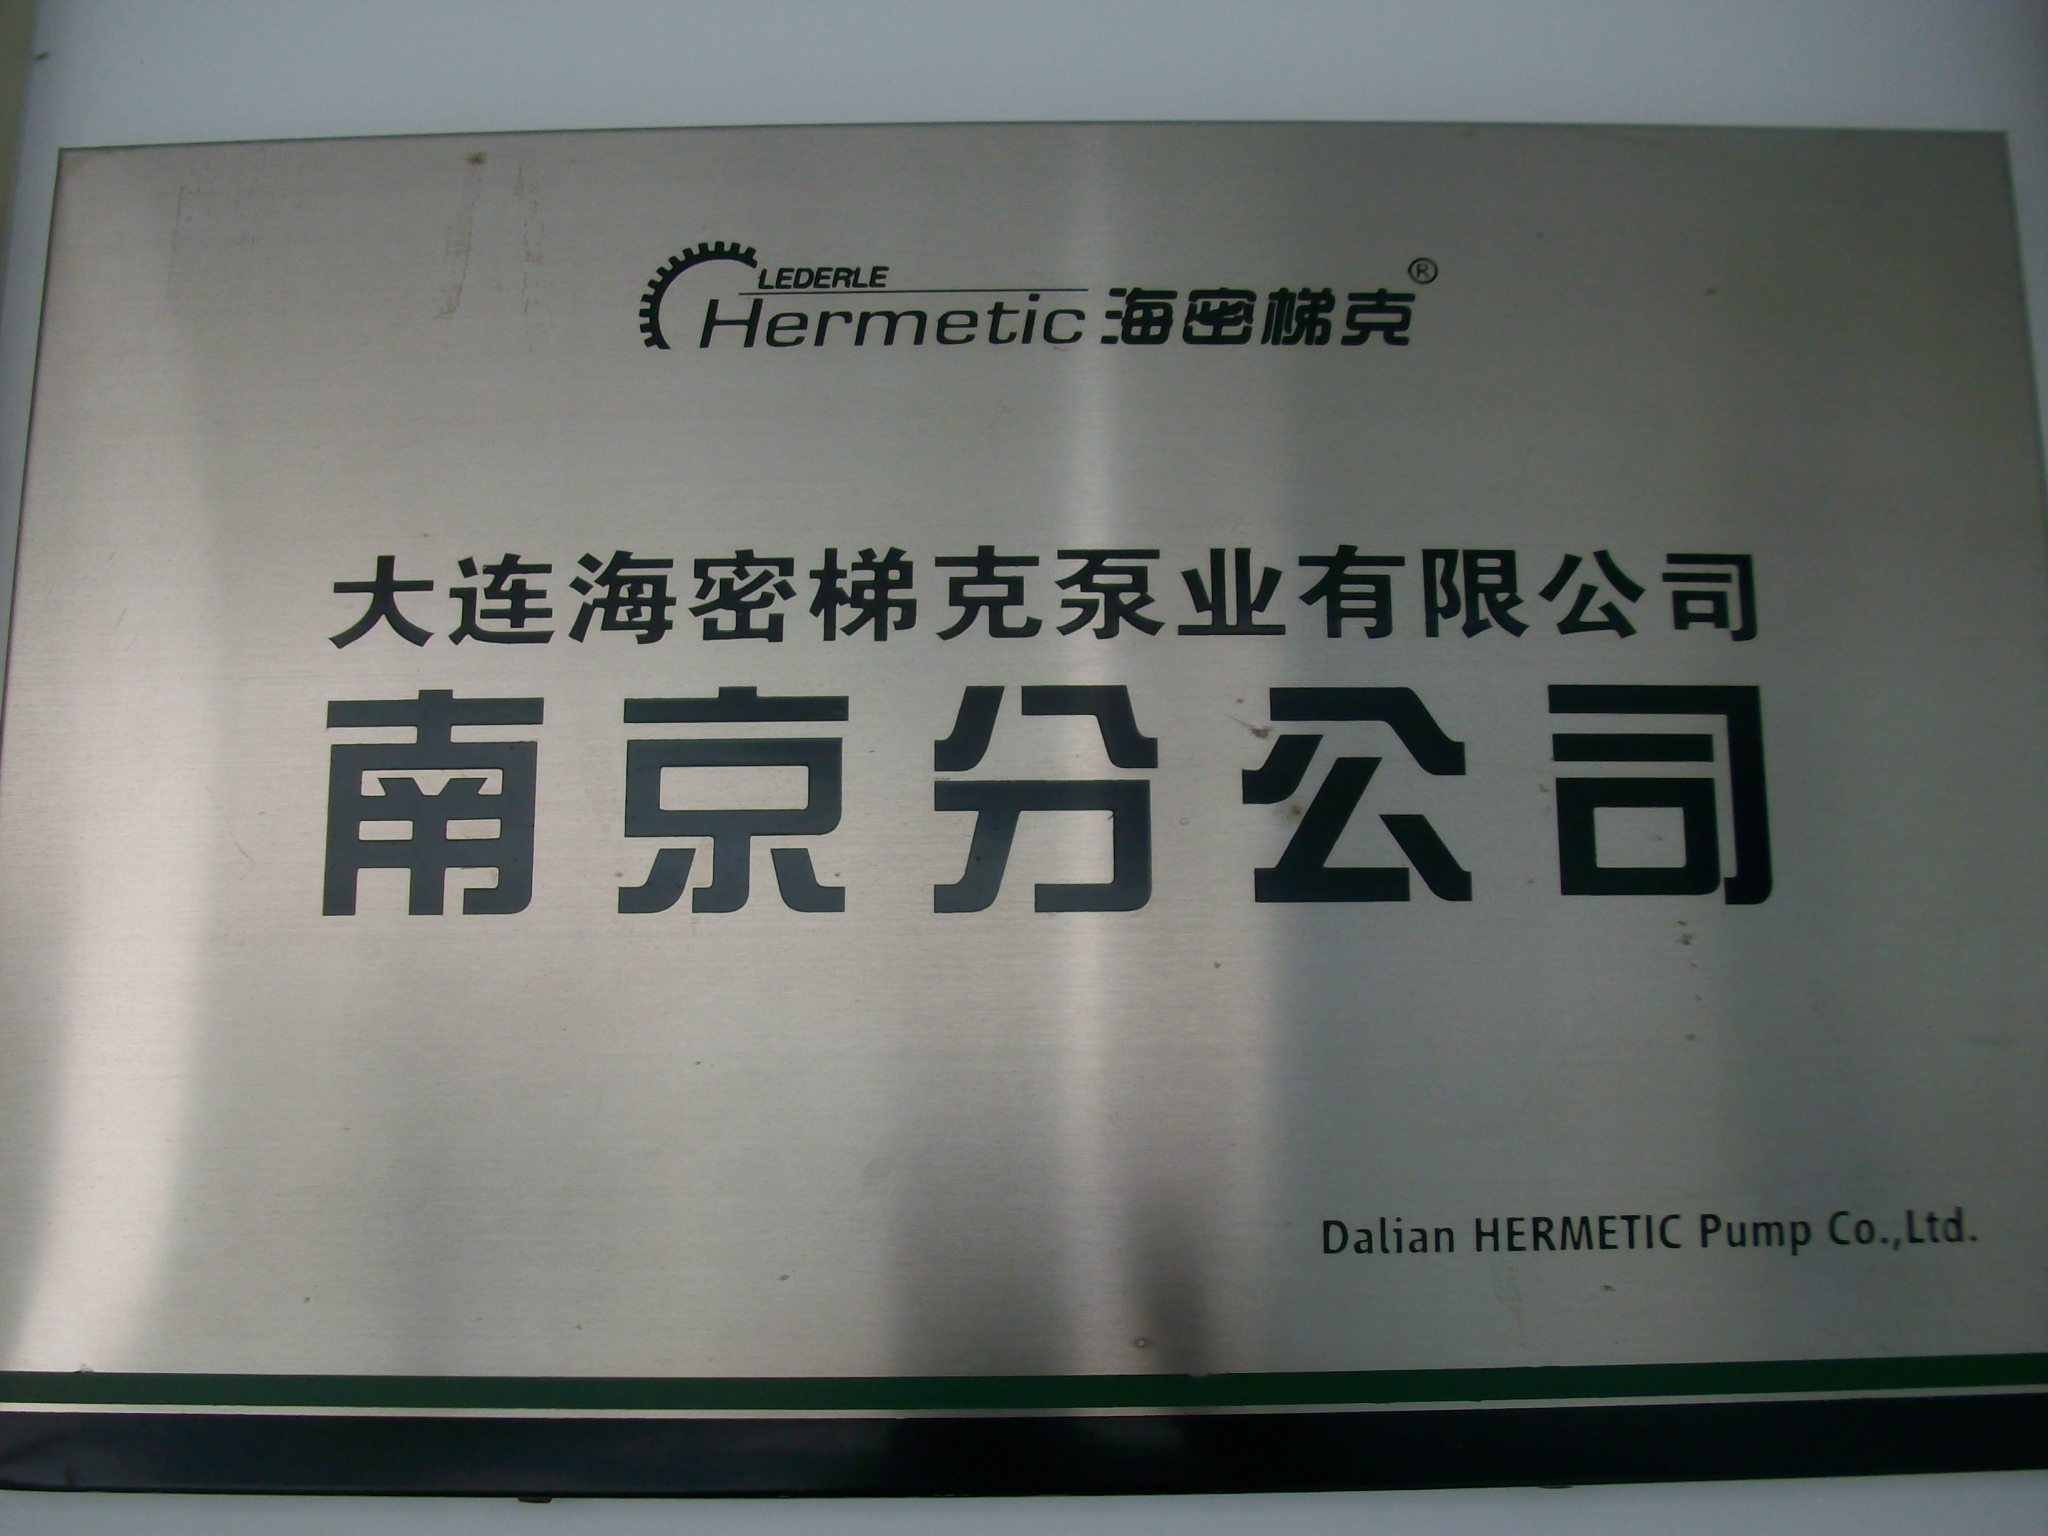 LEDERLE
Hermetic 海密梯克®
大连海密梯克泵业有限公司
南京分公司
Dalian HERMETIC Pump Co.,Ltd.